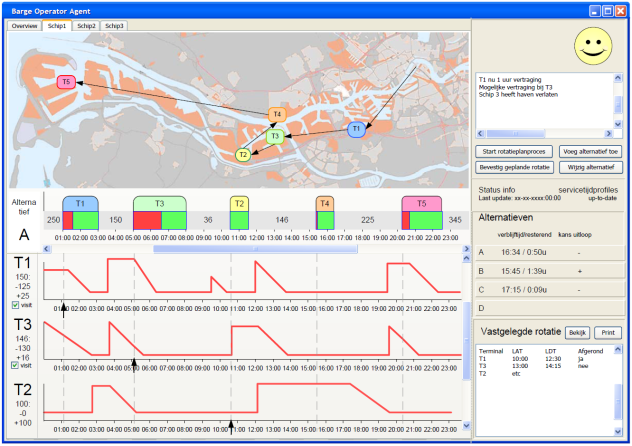 Barge Operator Agent
Overview Schip1 Schip2 Schip3
T5
T4
T3
T2
T1
T1 nu 1 uur vertraging
Mogelijke vertraging bij T3
Schip 3 heeft haven verlaten
Start rotatieplanproces Voeg alternatief toe
Bevestig geplande rotatie Wijzig alternatief
Status info servicetijdprofiles
Last update: xx-xx-xxxx:00:00 up-to-date
Alternatieven
verblijftijd/resterend kans uitloop
A 16:34 / 0:50u -
B 15:45 / 1:39u +
C 17:15 / 0:09u -
D
Vastgelegde rotatie Bekijk Print
Terminal LAT LDT Afgerond
T1 10:00 12:30 ja
T3 13:00 14:15 nee
T2 etc
Alterna
tief
A
T1 T3 T2 T4 T5
250 150 36 146 225 345
01:00 02:00 03:00 04:00 05:00 06:00 07:00 08:00 09:00 10:00 11:00 12:00 13:00 14:00 15:00 16:00 17:00 18:00 19:00 20:00 21:00 22:00 23:00
T1
150:
-125
+25
visit
01:00 02:00 03:00 04:00 05:00 06:00 07:00 08:00 09:00 10:00 11:00 12:00 13:00 14:00 15:00 16:00 17:00 18:00 19:00 20:00 21:00 22:00 23:00
T3
146:
-130
+16
visit
01:00 02:00 03:00 04:00 05:00 06:00 07:00 08:00 09:00 10:00 11:00 12:00 13:00 14:00 15:00 16:00 17:00 18:00 19:00 20:00 21:00 22:00 23:00
T2
100:
-0
+100
01:00 02:00 03:00 04:00 05:00 06:00 07:00 08:00 09:00 10:00 11:00 12:00 13:00 14:00 15:00 16:00 17:00 18:00 19:00 20:00 21:00 22:00 23:00